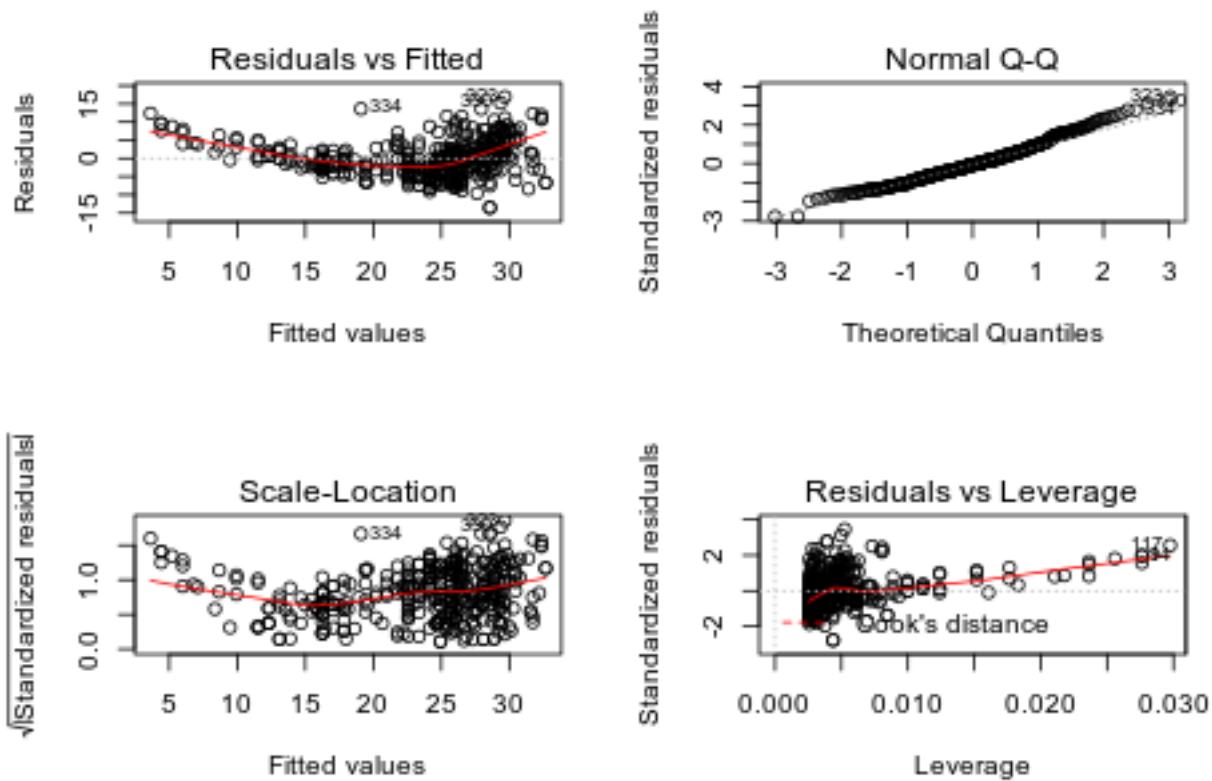 Residuals vs Fitted
Residuals
15
0
-15
334
5 10 15 20 25 30
Fitted values
Normal Q-Q
Standardized residuals
4
2
0
-3
-3 -2 -1 0 1 2 3
Theoretical Quantiles
Scale-Location
√|Standardized residuals|
1.0
0.0
334
5 10 15 20 25 30
Fitted values
Residuals vs Leverage
Standardized residuals
2
0
-2
117
ook's distance
0.000 0.010 0.020 0.030
Leverage